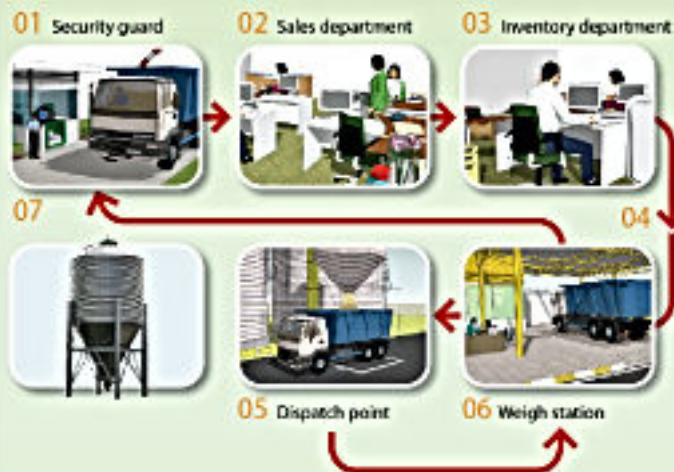 01 Security guard
02 Sales department
03 Inventory department
07
04
05 Dispatch point
06 Weigh station